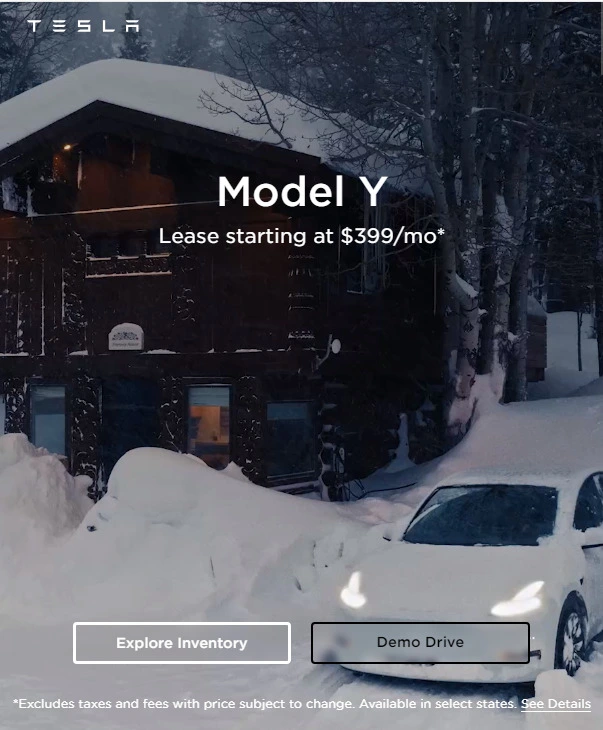 TESLA
Model Y
Lease starting at $399/mo*
Explore Inventory
Demo Drive
*Excludes taxes and fees with price subject to change. Available in select states. See Details